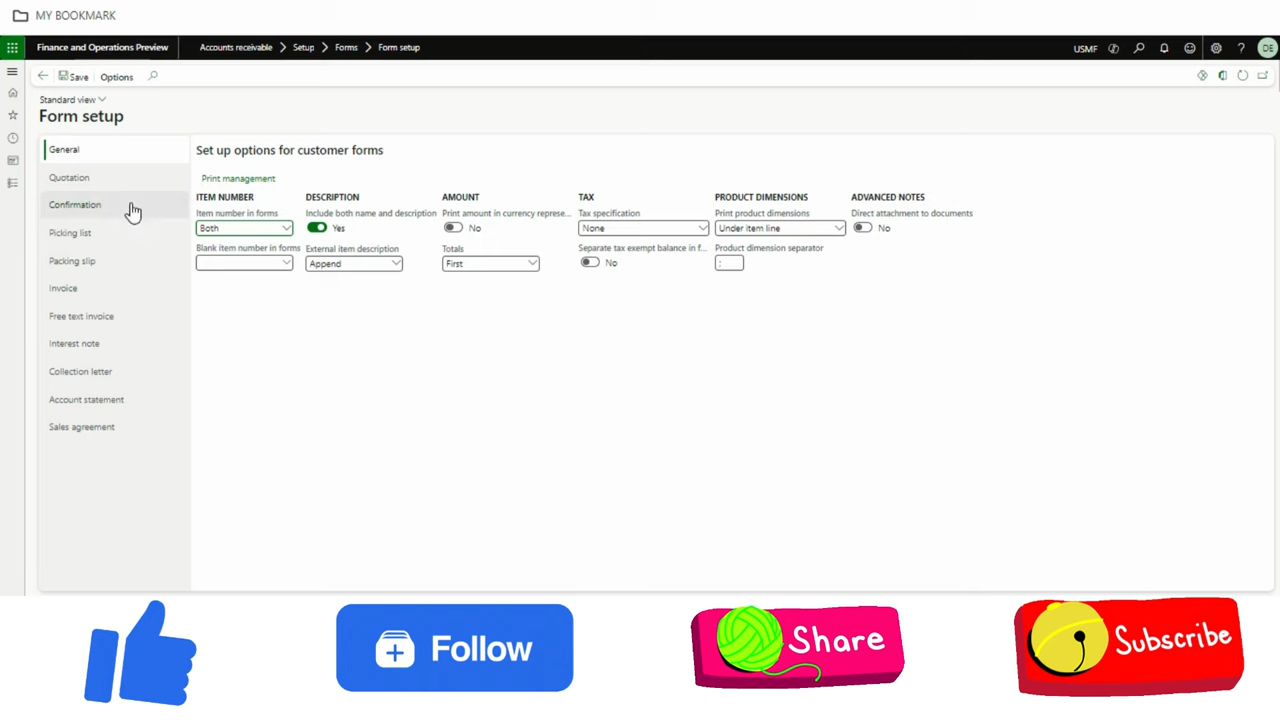 MY BOOKMARK
Finance and Operations Preview
Accounts receivable > Setup > Forms > Form setup
USMF
DE
Save
Options
Standard view
Form setup
General
Quotation
Confirmation
Picking list
Packing slip
Invoice
Free text invoice
Interest note
Collection letter
Account statement
Sales agreement
Set up options for customer forms
Print management
ITEM NUMBER
Item number in forms
Both
Blank item number in forms
DESCRIPTION
Include both name and description
Yes
External item description
Append
AMOUNT
Print amount in currency represe...
No
Totals
First
TAX
Tax specification
None
Separate tax exempt balance in f...
No
PRODUCT DIMENSIONS
Print product dimensions
Under item line
Product dimension separator
:
ADVANCED NOTES
Direct attachment to documents
No
Follow
Share
Subscribe